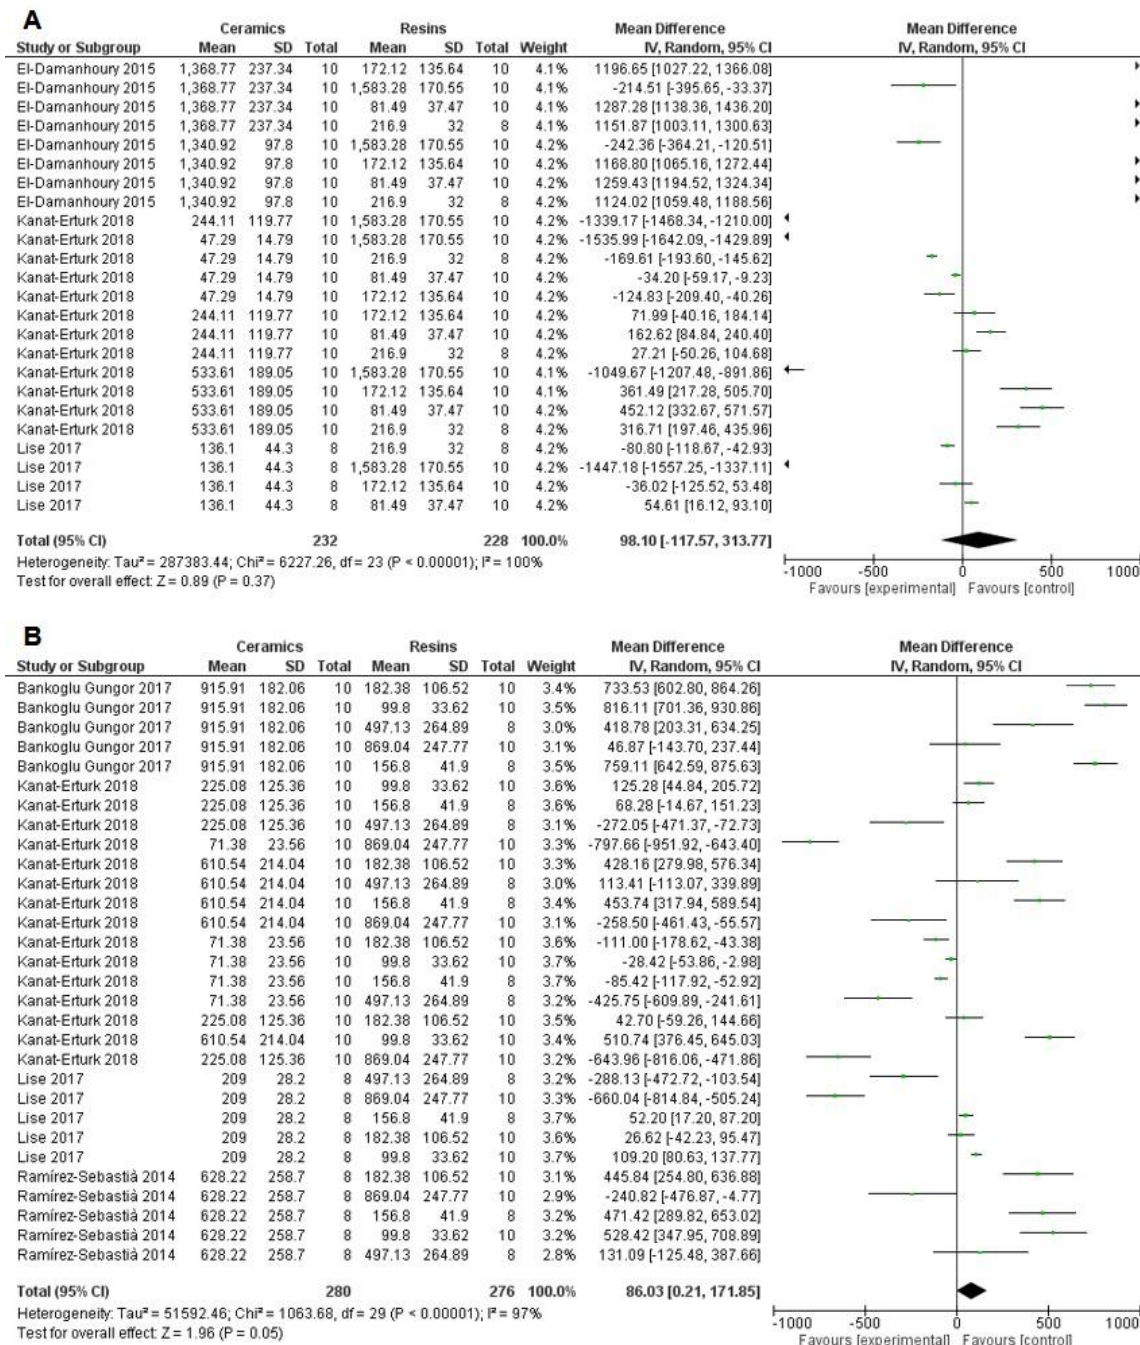 A
Ceramics Resins Mean Difference Mean Difference
Study or Subgroup Mean SD Total Mean SD Total Weight IV, Random, 95% CI IV, Random, 95% CI
El-Damanhoury 2015 1,368.77 237.34 10 172.12 135.64 10 4.1% 1196.65 [1027.22, 1366.08]
El-Damanhoury 2015 1,368.77 237.34 10 1,583.28 170.55 10 4.1% -214.51 [-395.65, -33.37]
El-Damanhoury 2015 1,368.77 237.34 10 81.49 37.47 10 4.1% 1287.28 [1138.36, 1436.20]
El-Damanhoury 2015 1,368.77 237.34 10 216.9 32 8 4.1% 1151.87 [1003.11, 1300.63]
El-Damanhoury 2015 1,340.92 97.8 10 1,583.28 170.55 10 4.2% -242.36 [-364.21, -120.51]
El-Damanhoury 2015 1,340.92 97.8 10 172.12 135.64 10 4.2% 1168.80 [1065.16, 1272.44]
El-Damanhoury 2015 1,340.92 97.8 10 81.49 37.47 10 4.2% 1259.43 [1194.52, 1324.34]
El-Damanhoury 2015 1,340.92 97.8 10 216.9 32 8 4.2% 1124.02 [1059.48, 1188.56]
Kanat-Erturk 2018 244.11 119.77 10 1,583.28 170.55 10 4.2% -1339.17 [-1468.34, -1210.00]
Kanat-Erturk 2018 47.29 14.79 10 1,583.28 170.55 10 4.2% -1535.99 [-1642.09, -1429.89]
Kanat-Erturk 2018 47.29 14.79 10 216.9 32 8 4.2% -169.61 [-193.60, -145.62]
Kanat-Erturk 2018 47.29 14.79 10 81.49 37.47 10 4.2% -34.20 [-59.17, -9.23]
Kanat-Erturk 2018 47.29 14.79 10 172.12 135.64 10 4.2% -124.83 [-209.40, -40.26]
Kanat-Erturk 2018 244.11 119.77 10 172.12 135.64 10 4.2% 71.99 [-40.16, 184.14]
Kanat-Erturk 2018 244.11 119.77 10 81.49 37.47 10 4.2% 162.62 [84.84, 240.40]
Kanat-Erturk 2018 244.11 119.77 10 216.9 32 8 4.2% 27.21 [-50.26, 104.68]
Kanat-Erturk 2018 533.61 189.05 10 1,583.28 170.55 10 4.1% -1049.67 [-1207.48, -891.86]
Kanat-Erturk 2018 533.61 189.05 10 172.12 135.64 10 4.2% 361.49 [217.28, 505.70]
Kanat-Erturk 2018 533.61 189.05 10 81.49 37.47 10 4.2% 452.12 [332.67, 571.57]
Kanat-Erturk 2018 533.61 189.05 10 216.9 32 8 4.2% 316.71 [197.46, 435.96]
Lise 2017 136.1 44.3 8 216.9 32 8 4.2% -80.80 [-118.67, -42.93]
Lise 2017 136.1 44.3 8 1,583.28 170.55 10 4.2% -1447.18 [-1557.25, -1337.11]
Lise 2017 136.1 44.3 8 172.12 135.64 10 4.2% -36.02 [-125.52, 53.48]
Lise 2017 136.1 44.3 8 81.49 37.47 10 4.2% 54.61 [16.12, 93.10]
Total (95% CI) 232 228 100.0% 98.10 [-117.57, 313.77]
Heterogeneity: Tau² = 287383.44; Chi² = 6227.26, df = 23 (P < 0.00001); I² = 100%
Test for overall effect: Z = 0.89 (P = 0.37)
-1000 -500 0 500 1000
Favours [experimental] Favours [control]
B
Ceramics Resins Mean Difference Mean Difference
Study or Subgroup Mean SD Total Mean SD Total Weight IV, Random, 95% CI IV, Random, 95% CI
Bankoglu Gungor 2017 915.91 182.06 10 182.38 106.52 10 3.4% 733.53 [602.80, 864.26]
Bankoglu Gungor 2017 915.91 182.06 10 99.8 33.62 10 3.5% 816.11 [701.36, 930.86]
Bankoglu Gungor 2017 915.91 182.06 10 497.13 264.89 8 3.0% 418.78 [203.31, 634.25]
Bankoglu Gungor 2017 915.91 182.06 10 869.04 247.77 10 3.1% 46.87 [-143.70, 237.44]
Bankoglu Gungor 2017 915.91 182.06 10 156.8 41.9 8 3.5% 759.11 [642.59, 875.63]
Kanat-Erturk 2018 225.08 125.36 10 99.8 33.62 10 3.6% 125.28 [44.84, 205.72]
Kanat-Erturk 2018 225.08 125.36 10 156.8 41.9 8 3.6% 68.28 [-14.67, 151.23]
Kanat-Erturk 2018 225.08 125.36 10 497.13 264.89 8 3.1% -272.05 [-471.37, -72.73]
Kanat-Erturk 2018 71.38 23.56 10 869.04 247.77 10 3.3% -797.66 [-951.92, -643.40]
Kanat-Erturk 2018 610.54 214.04 10 182.38 106.52 10 3.3% 428.16 [279.98, 576.34]
Kanat-Erturk 2018 610.54 214.04 10 497.13 264.89 8 3.0% 113.41 [-113.07, 339.89]
Kanat-Erturk 2018 610.54 214.04 10 156.8 41.9 8 3.4% 453.74 [317.94, 589.54]
Kanat-Erturk 2018 610.54 214.04 10 869.04 247.77 10 3.1% -258.50 [-461.43, -55.57]
Kanat-Erturk 2018 71.38 23.56 10 182.38 106.52 10 3.6% -111.00 [-178.62, -43.38]
Kanat-Erturk 2018 71.38 23.56 10 99.8 33.62 10 3.7% -28.42 [-53.86, -2.98]
Kanat-Erturk 2018 71.38 23.56 10 156.8 41.9 8 3.7% -85.42 [-117.92, -52.92]
Kanat-Erturk 2018 71.38 23.56 10 497.13 264.89 8 3.2% -425.75 [-609.89, -241.61]
Kanat-Erturk 2018 225.08 125.36 10 182.38 106.52 10 3.6% 42.70 [-59.26, 144.66]
Kanat-Erturk 2018 610.54 214.04 10 99.8 33.62 10 3.4% 510.74 [376.45, 645.03]
Kanat-Erturk 2018 225.08 125.36 10 869.04 247.77 10 3.2% -643.96 [-816.06, -471.86]
Lise 2017 209 28.2 8 497.13 264.89 8 3.2% -288.13 [-472.72, -103.54]
Lise 2017 209 28.2 8 869.04 247.77 10 3.3% -660.04 [-814.84, -505.24]
Lise 2017 209 28.2 8 156.8 41.9 8 3.7% 52.20 [17.20, 87.20]
Lise 2017 209 28.2 8 182.38 106.52 10 3.6% 26.62 [-42.23, 95.47]
Lise 2017 209 28.2 8 99.8 33.62 10 3.7% 109.20 [80.63, 137.77]
Ramírez-Sebastià 2014 628.22 258.7 8 182.38 106.52 10 3.1% 445.84 [254.80, 636.88]
Ramírez-Sebastià 2014 628.22 258.7 8 869.04 247.77 10 2.9% -240.82 [-476.87, -4.77]
Ramírez-Sebastià 2014 628.22 258.7 8 156.8 41.9 8 3.2% 471.42 [289.82, 653.02]
Ramírez-Sebastià 2014 628.22 258.7 8 99.8 33.62 10 3.2% 528.42 [347.95, 708.89]
Ramírez-Sebastià 2014 628.22 258.7 8 497.13 264.89 8 2.8% 131.09 [-125.48, 387.66]
Total (95% CI) 280 276 100.0% 86.03 [0.21, 171.85]
Heterogeneity: Tau² = 51592.46; Chi² = 1063.68, df = 29 (P < 0.00001); I² = 97%
Test for overall effect: Z = 1.96 (P = 0.05)
-1000 -500 0 500 1000
Favours [experimental] Favours [control]